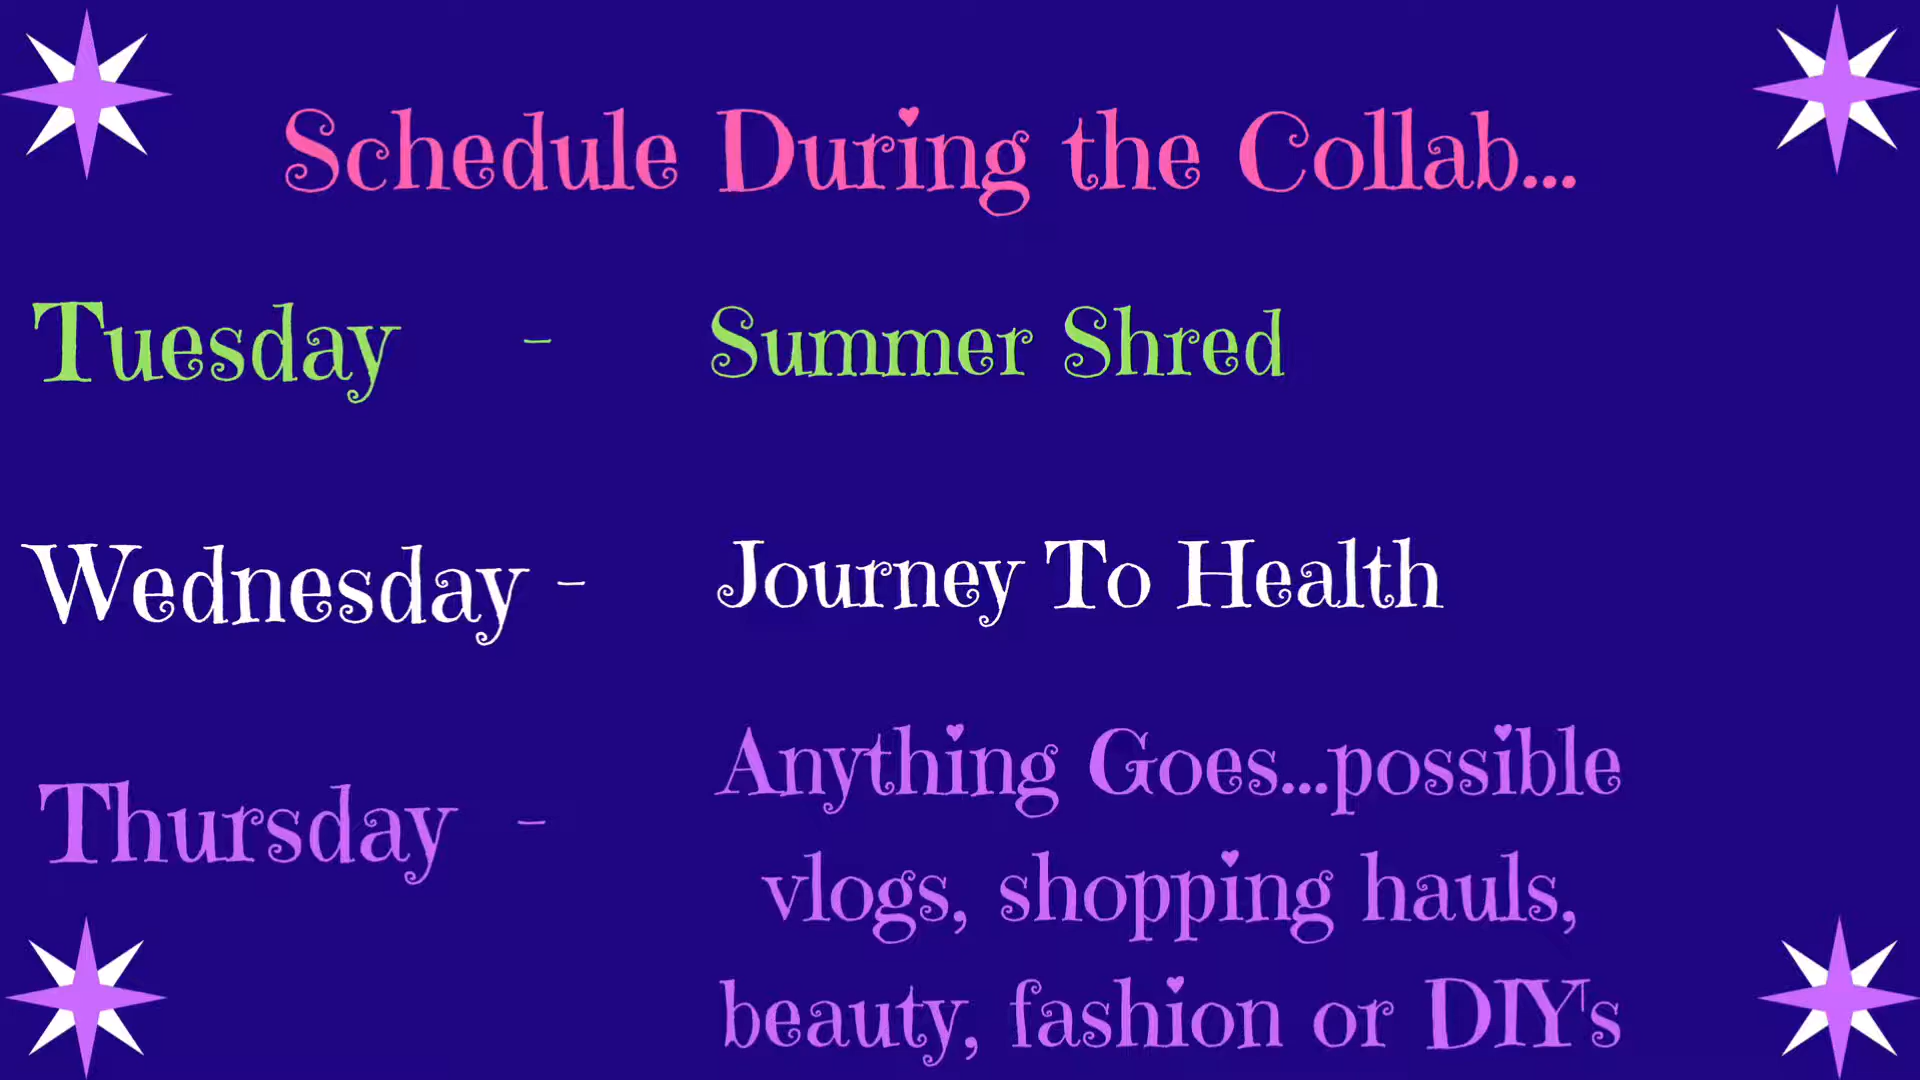 Schedule During the Collab...
Tuesday - Summer Shred
Wednesday - Journey To Health
Thursday - Anything Goes...possible
vlogs, shopping hauls,
beauty, fashion or DIY's